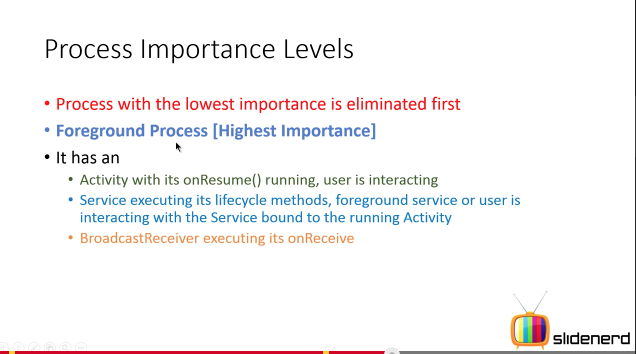 Process Importance Levels
• Process with the lowest importance is eliminated first
• Foreground Process [Highest Importance]
• It has an
• Activity with its onResume() running, user is interacting
• Service executing its lifecycle methods, foreground service or user is
interacting with the Service bound to the running Activity
• BroadcastReceiver executing its onReceive
slidenerd